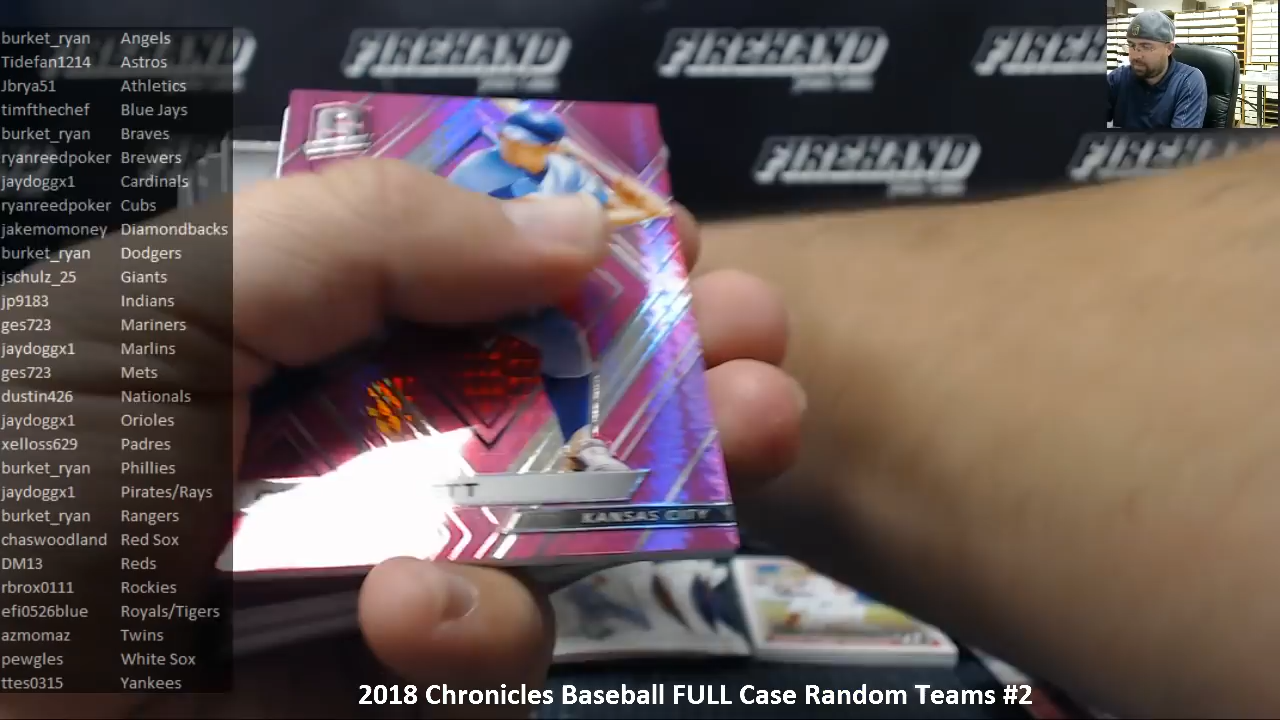 burket_ryan Angels
Tidefan1214 Astros
Jbrya51 Athletics
timfthechef Blue Jays
burket_ryan Braves
ryanreedpoker Brewers
jaydoggx1 Cardinals
ryanreedpoker Cubs
jakemomoney Diamondbacks
burket_ryan Dodgers
jschulz_25 Giants
jp9183 Indians
ges723 Mariners
jaydoggx1 Marlins
ges723 Mets
dustin426 Nationals
jaydoggx1 Orioles
xelloss629 Padres
burket_ryan Phillies
jaydoggx1 Pirates/Rays
burket_ryan Rangers
chaswoodland Red Sox
DM13 Reds
rbrox0111 Rockies
efi0526blue Royals/Tigers
azmomaz Twins
pewgles White Sox
ttes0315 Yankees
FIREHAND
FIREHAND
FIREHAND
FIREHAND
KANSAS CITY
2018 Chronicles Baseball FULL Case Random Teams #2